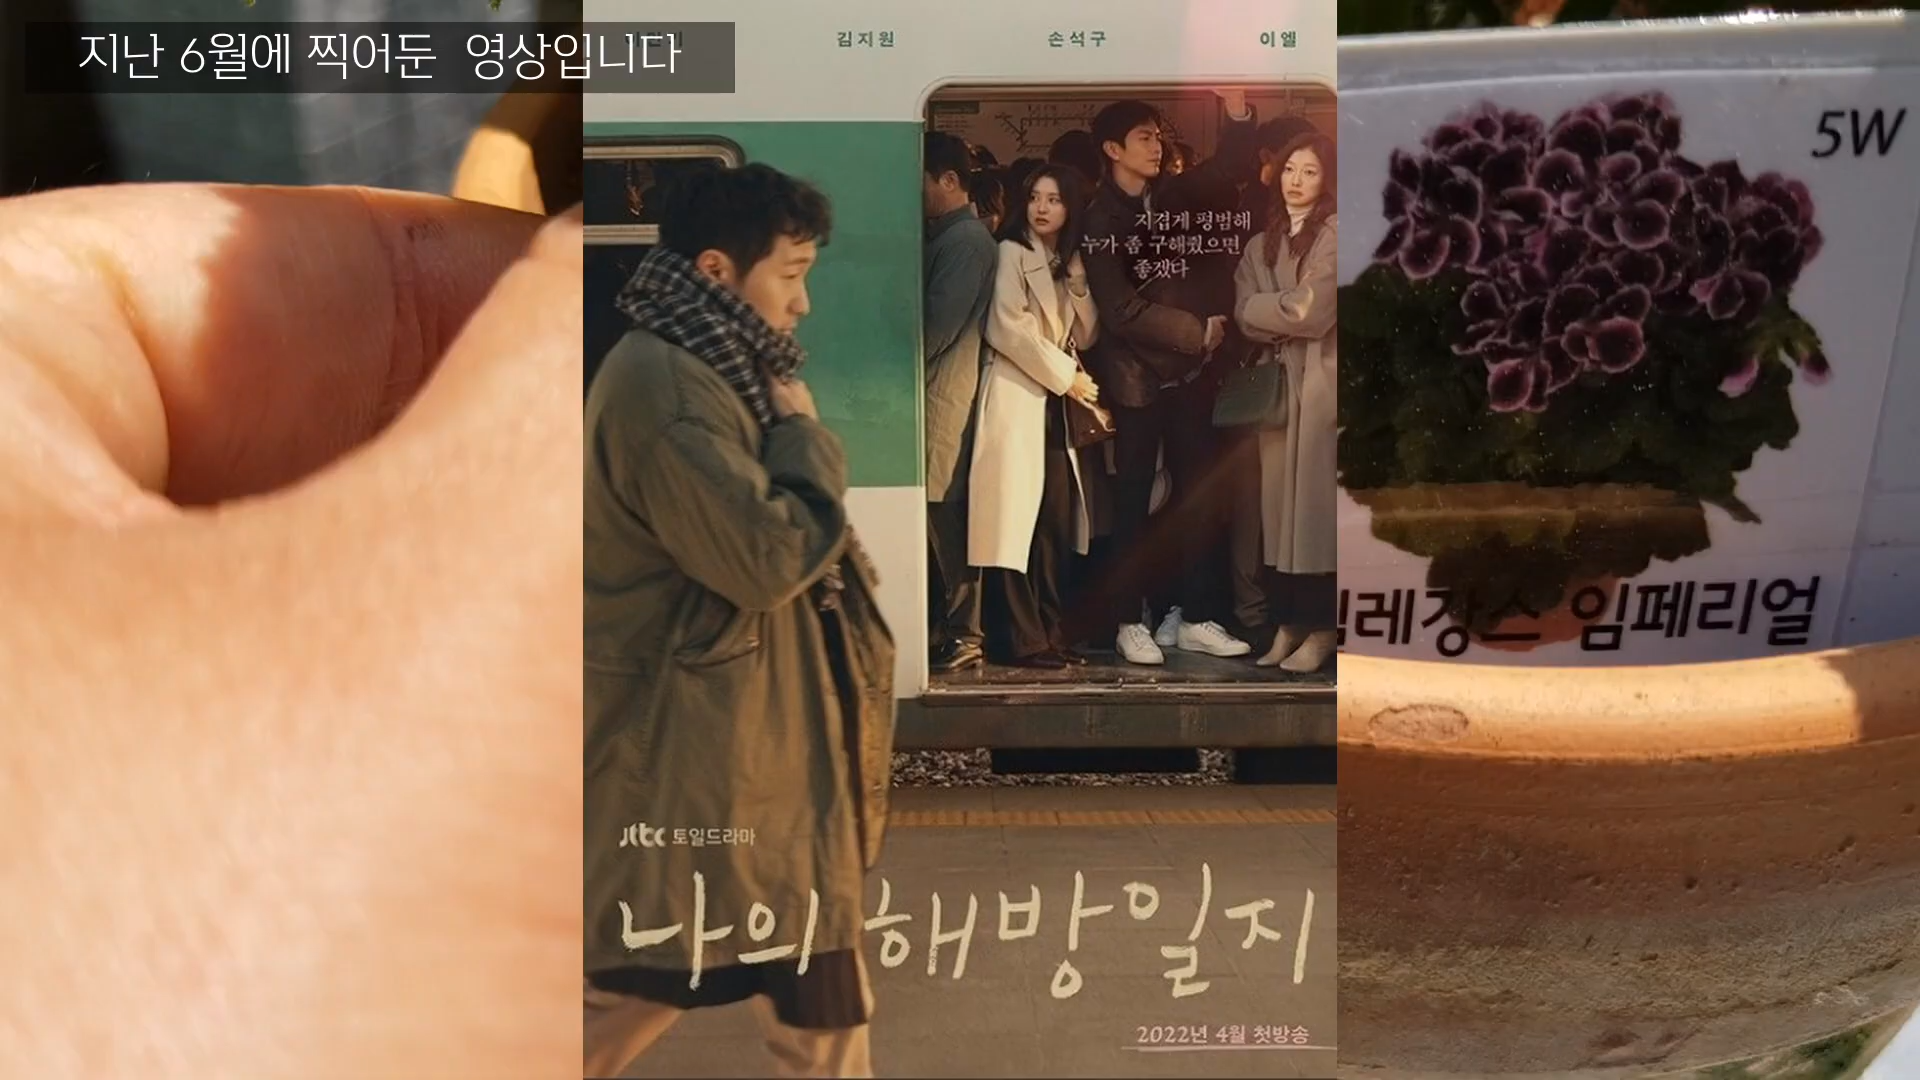 지난 6월에 찍어둔 영상입니다
김지원 손석구 이엘
지겹게 평범해
누가 좀 구해줬으면
좋겠다
Jtbc 토일드라마
나의 해방일지
2022년 4월 첫방송
5W
레강스 임페리얼